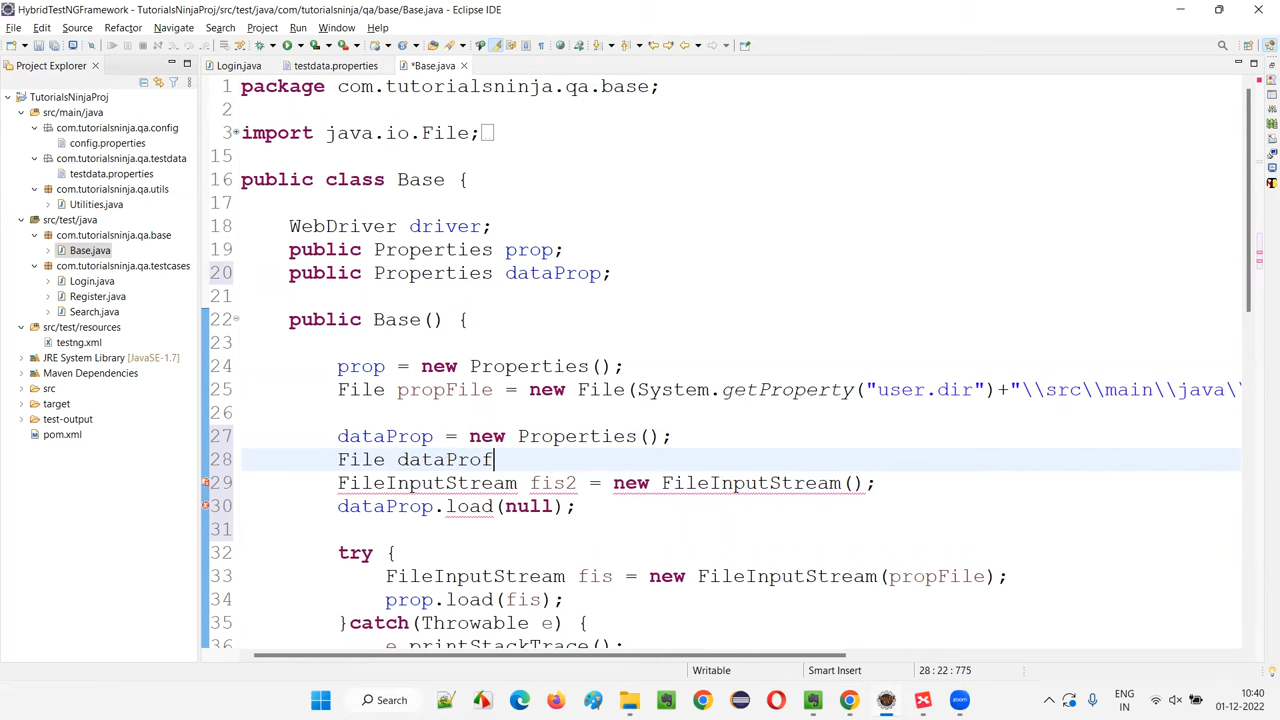 HybridTestNGFramework - TutorialsNinjaProj/src/test/java/com/tutorialsninja/qa/base/Base.java - Eclipse IDE
File Edit Source Refactor Navigate Search Project Run Window Help
Project Explorer
Login.java testdata.properties *Base.java
TutorialsNinjaProj
src/main/java
com.tutorialsninja.qa.config
config.properties
com.tutorialsninja.qa.testdata
testdata.properties
com.tutorialsninja.qa.utils
Utilities.java
src/test/java
com.tutorialsninja.qa.base
Base.java
com.tutorialsninja.qa.testcases
Login.java
Register.java
Search.java
src/test/resources
testng.xml
JRE System Library [JavaSE-1.7]
Maven Dependencies
src
target
test-output
pom.xml
1 package com.tutorialsninja.qa.base;
2
3 import java.io.File;
15
16 public class Base {
17
18 WebDriver driver;
19 public Properties prop;
20 public Properties dataProp;
21
22 public Base() {
23
24 prop = new Properties();
25 File propFile = new File(System.getProperty("user.dir")+"\\src\\main\\java\
26
27 dataProp = new Properties();
28 File dataProf
29 FileInputStream fis2 = new FileInputStream();
30 dataProp.load(null);
31
32 try {
33 FileInputStream fis = new FileInputStream(propFile);
34 prop.load(fis);
35 }catch(Throwable e) {
36 e.printStackTrace();
Writable Smart Insert 28 : 22 : 775
Search
ENG
IN
10:40
01-12-2022